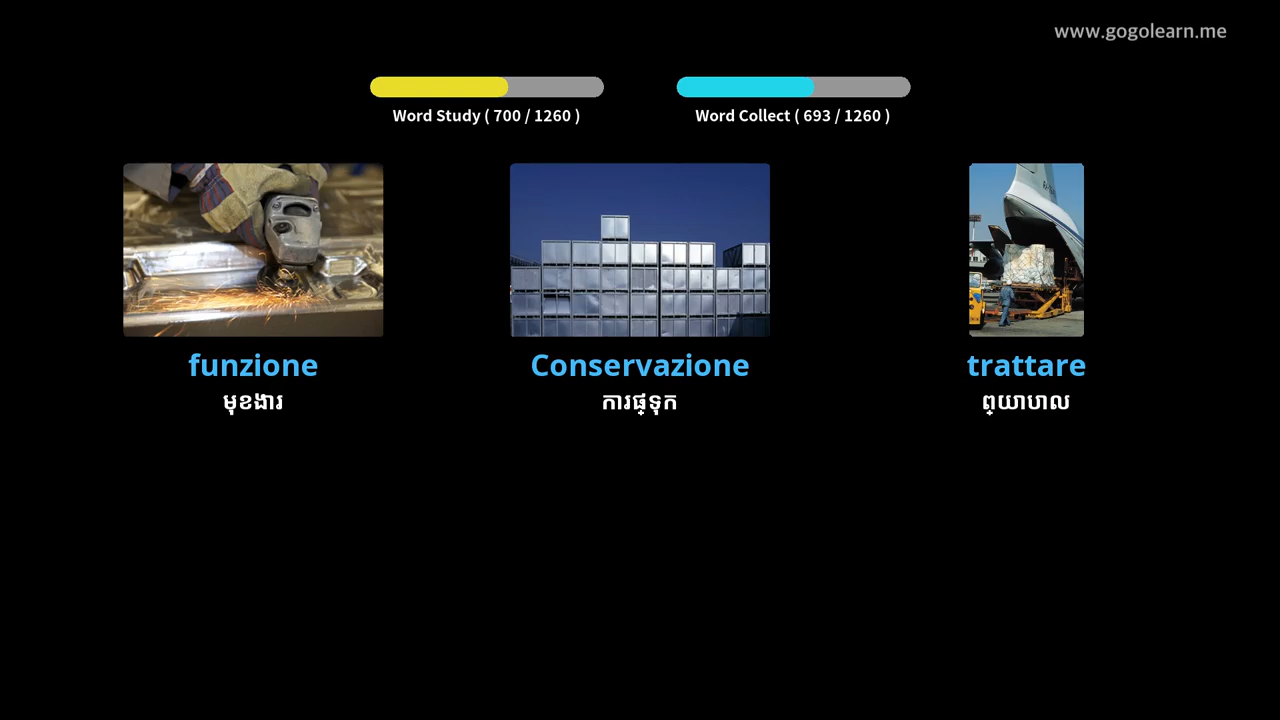 www.gogolearn.me
Word Study ( 700 / 1260 )
Word Collect ( 693 / 1260 )
funzione
មុខងារ
Conservazione
ការផ្ទុក
trattare
ព្យាបាល